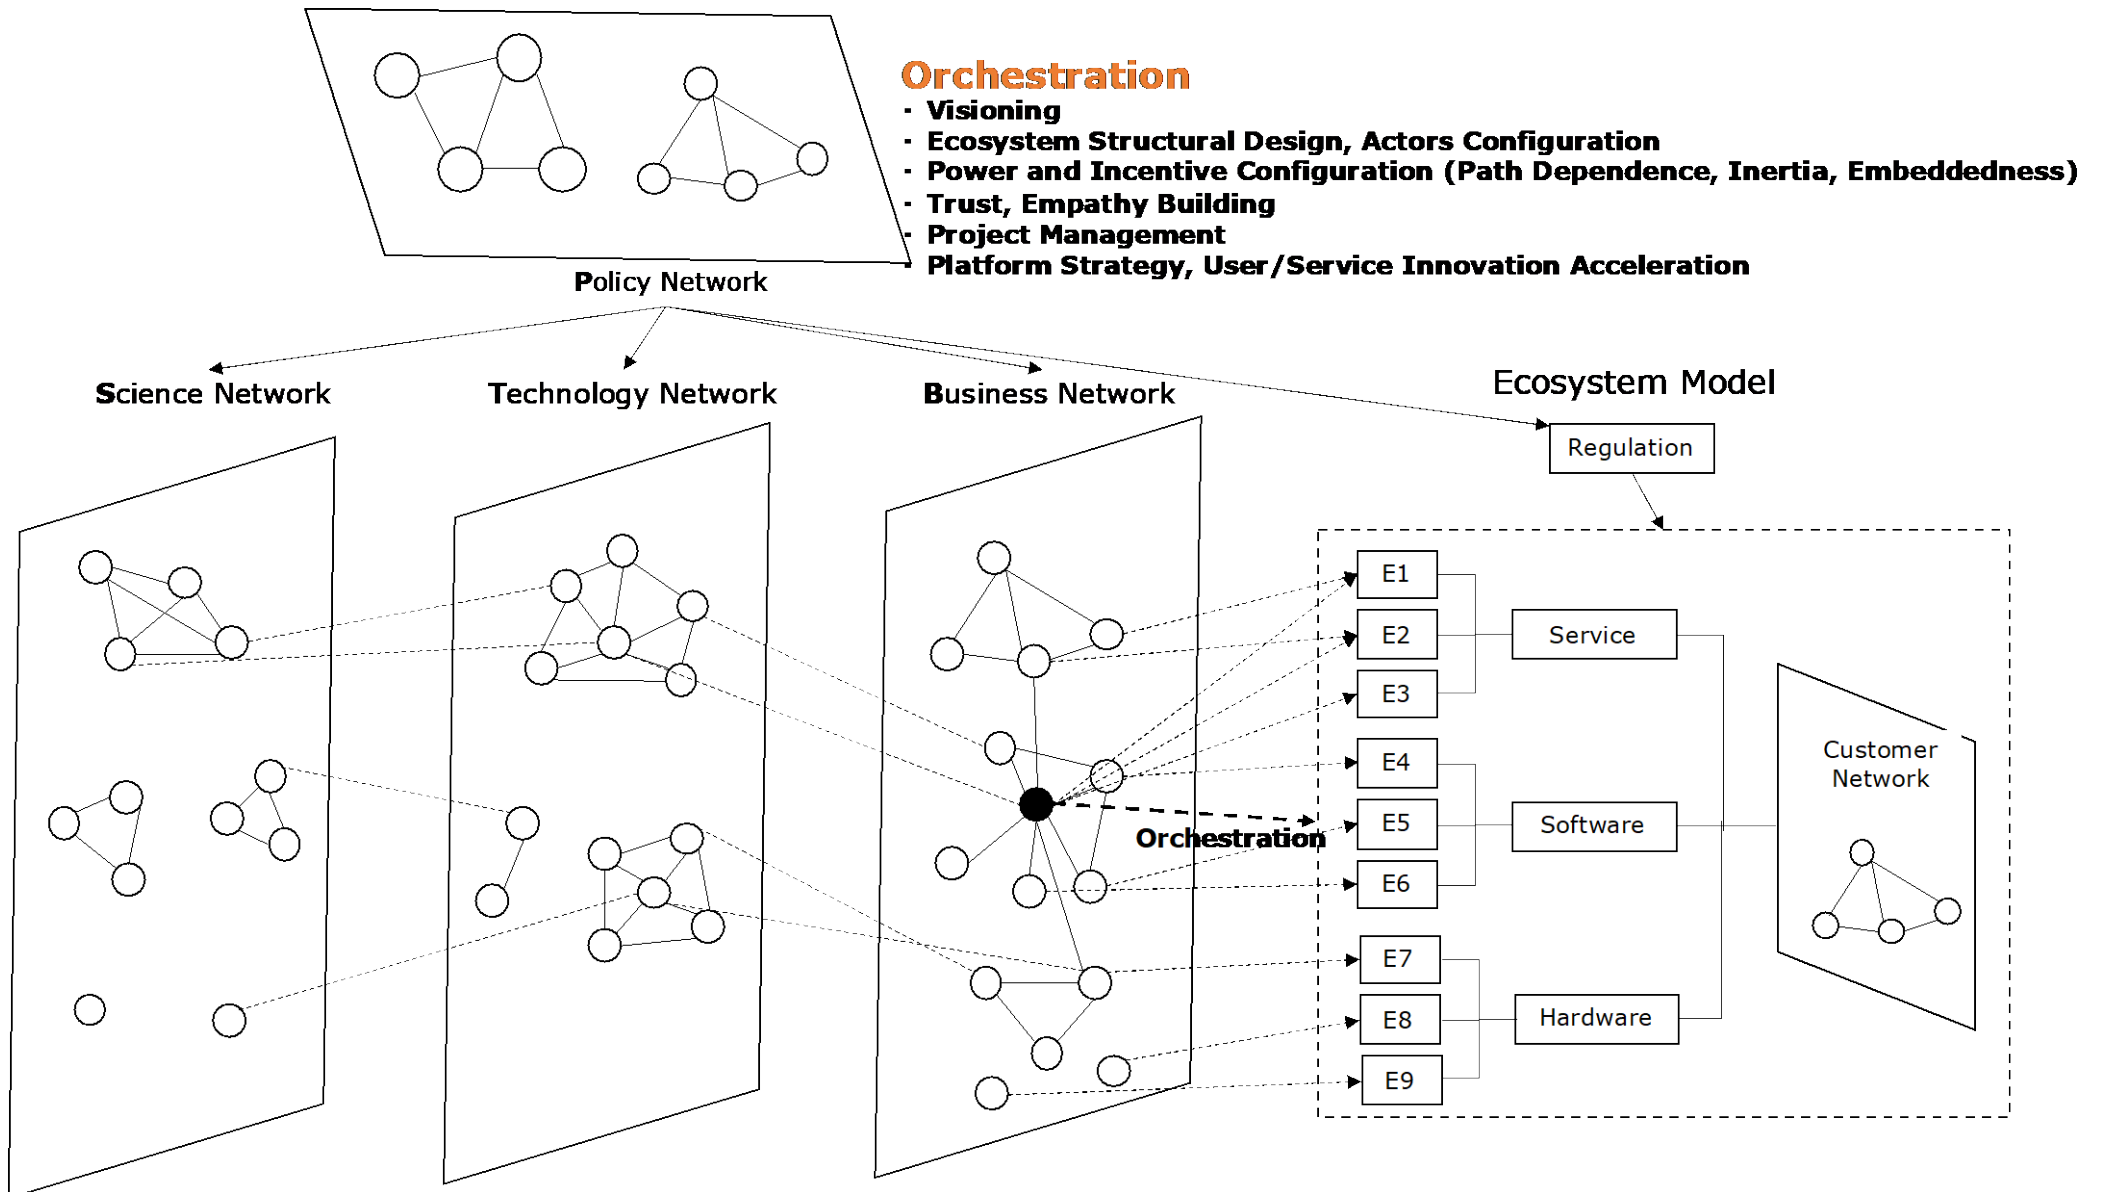 Orchestration
- Visioning
- Ecosystem Structural Design, Actors Configuration
- Power and Incentive Configuration (Path Dependence, Inertia, Embeddedness)
- Trust, Empathy Building
- Project Management
- Platform Strategy, User/Service Innovation Acceleration
Policy Network
Science Network
Technology Network
Business Network
Ecosystem Model
Regulation
E1
E2
E3
E4
E5
E6
E7
E8
E9
Service
Software
Hardware
Orchestration
Customer
Network